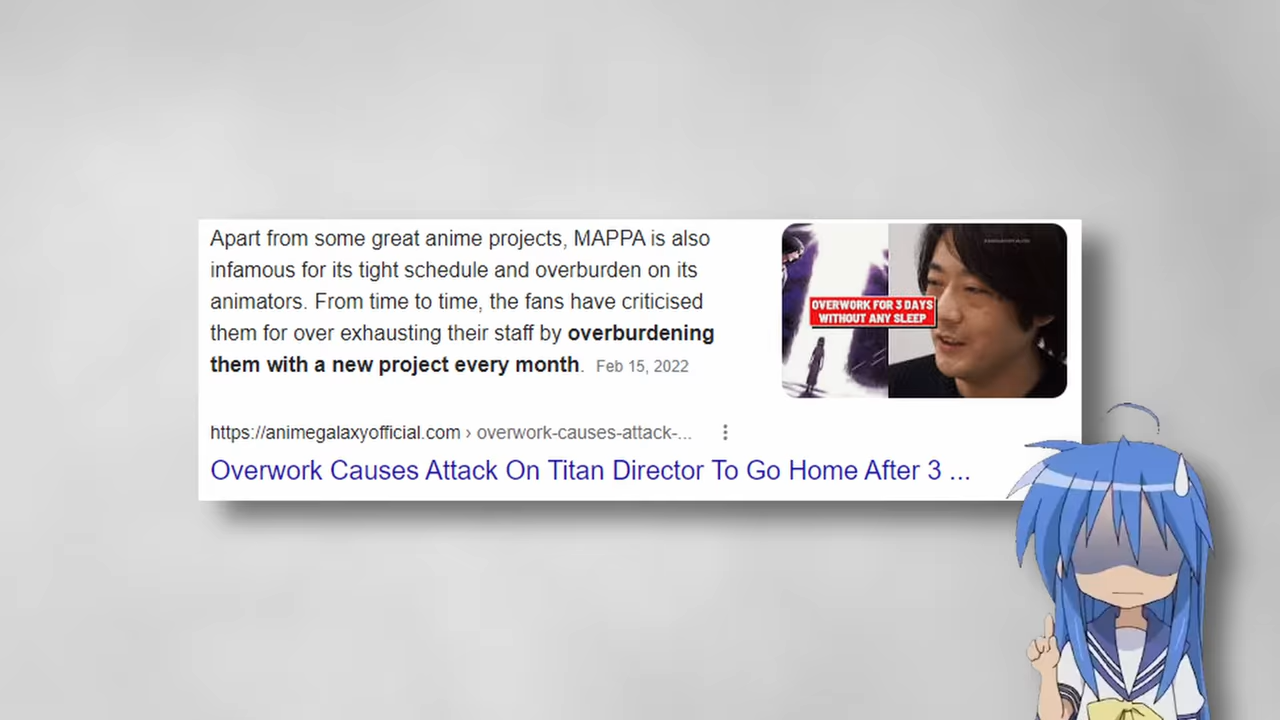 Apart from some great anime projects, MAPPA is also
infamous for its tight schedule and overburden on its
animators. From time to time, the fans have criticised
them for over exhausting their staff by overburdening
them with a new project every month. Feb 15, 2022
OVERWORK FOR 3 DAYS
WITHOUT ANY SLEEP
https://animegalaxyofficial.com › overwork-causes-attack-...
Overwork Causes Attack On Titan Director To Go Home After 3 ...